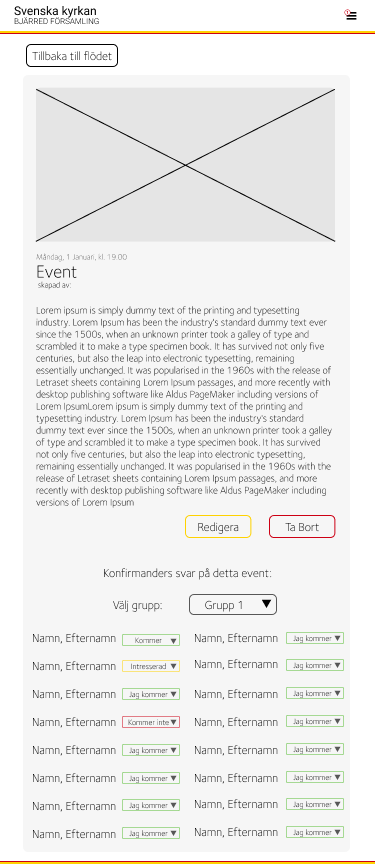 Svenska kyrkan
BJÄRRED FÖRSAMLING
Tillbaka till flödet
Måndag, 1 Januari, kl. 19.00
Event
skapad av:
Lorem ipsum is simply dummy text of the printing and typesetting
industry. Lorem Ipsum has been the industry's standard dummy text ever
since the 1500s, when an unknown printer took a galley of type and
scrambled it to make a type specimen book. It has survived not only five
centuries, but also the leap into electronic typesetting, remaining
essentially unchanged. It was popularised in the 1960s with the release of
Letraset sheets containing Lorem Ipsum passages, and more recently with
desktop publishing software like Aldus PageMaker including versions of
Lorem IpsumLorem ipsum is simply dummy text of the printing and
typesetting industry. Lorem Ipsum has been the industry's standard
dummy text ever since the 1500s, when an unknown printer took a galley
of type and scrambled it to make a type specimen book. It has survived
not only five centuries, but also the leap into electronic typesetting,
remaining essentially unchanged. It was popularised in the 1960s with the
release of Letraset sheets containing Lorem Ipsum passages, and more
recently with desktop publishing software like Aldus PageMaker including
versions of Lorem Ipsum
Redigera Ta Bort
Konfirmanders svar på detta event:
Välj grupp: Grupp 1
Namn, Efternamn Kommer Namn, Efternamn Jag kommer
Namn, Efternamn Intresserad Namn, Efternamn Jag kommer
Namn, Efternamn Jag kommer Namn, Efternamn Jag kommer
Namn, Efternamn Kommer inte Namn, Efternamn Jag kommer
Namn, Efternamn Jag kommer Namn, Efternamn Jag kommer
Namn, Efternamn Jag kommer Namn, Efternamn Jag kommer
Namn, Efternamn Jag kommer Namn, Efternamn Jag kommer
Namn, Efternamn Jag kommer Namn, Efternamn Jag kommer